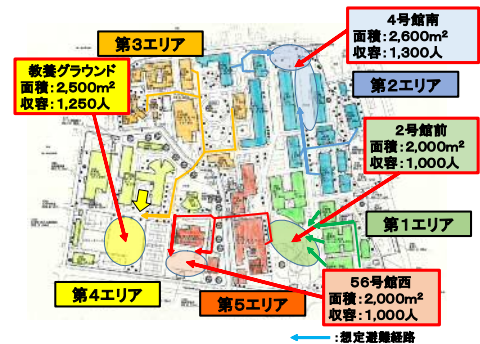 4号館南
面積:2,600m²
収容:1,300人
第3エリア
教養グラウンド
面積:2,500m²
収容:1,250人
第2エリア
2号館前
面積:2,000m²
収容:1,000人
第1エリア
第4エリア
第5エリア
56号館西
面積:2,000m²
収容:1,000人
:想定避難経路